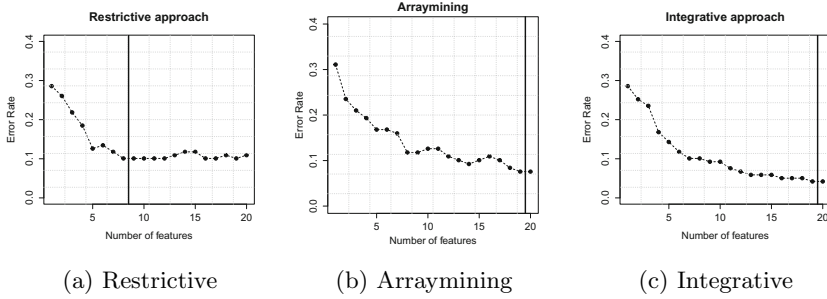 Restrictive approach
Error Rate
0.4
0.3
0.2
0.1
0.0
5
10
15
20
Number of features
(a) Restrictive
Arraymining
Error Rate
0.4
0.3
0.2
0.1
0.0
5
10
15
20
Number of features
(b) Arraymining
Integrative approach
Error Rate
0.4
0.3
0.2
0.1
0.0
5
10
15
20
Number of features
(c) Integrative